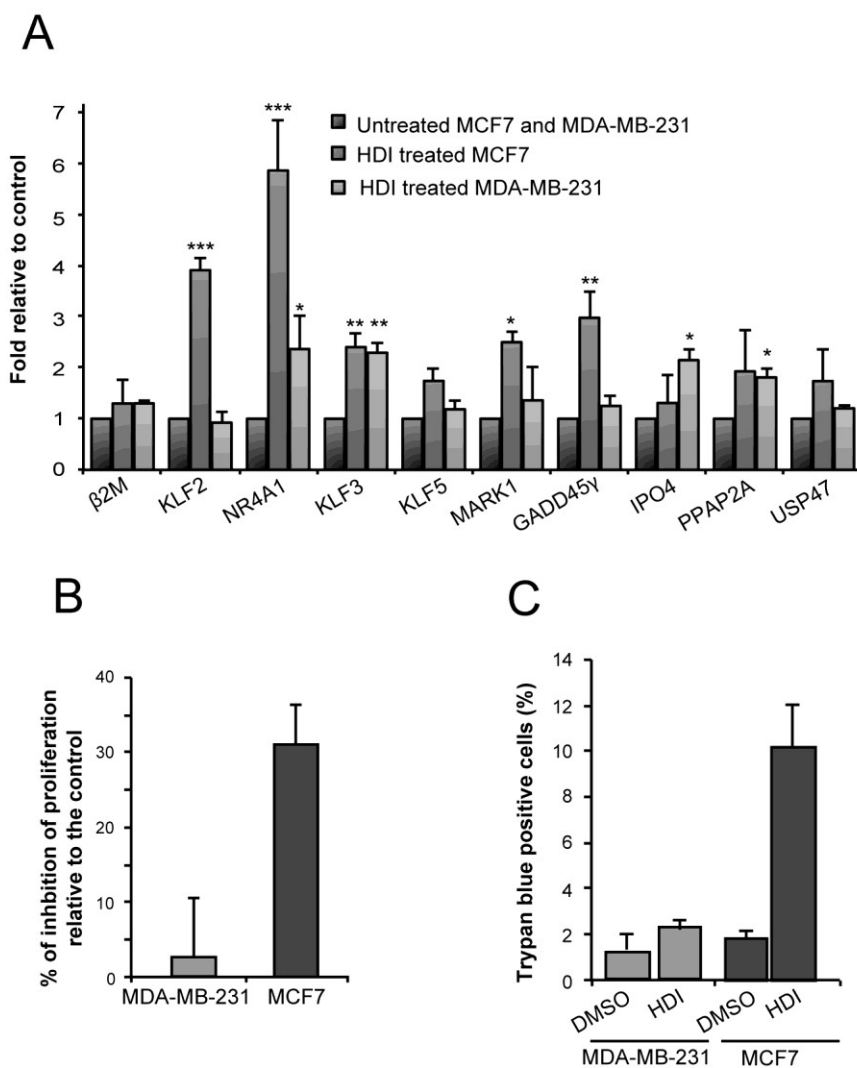 A
Fold relative to control
7
6
5
4
3
2
1
0
Untreated MCF7 and MDA-MB-231
HDI treated MCF7
HDI treated MDA-MB-231
***
***
*
**
**
*
**
*
*
β2M
KLF2
NR4A1
KLF3
KLF5
MARK1
GADD45γ
IPO4
PPAP2A
USP47
B
% of inhbition of proliferation
relative to the control
40
30
20
10
0
MDA-MB-231
MCF7
C
Trypan blue positive cells (%)
14
12
10
8
6
4
2
0
DMSO
HDI
DMSO
HDI
MDA-MB-231
MCF7